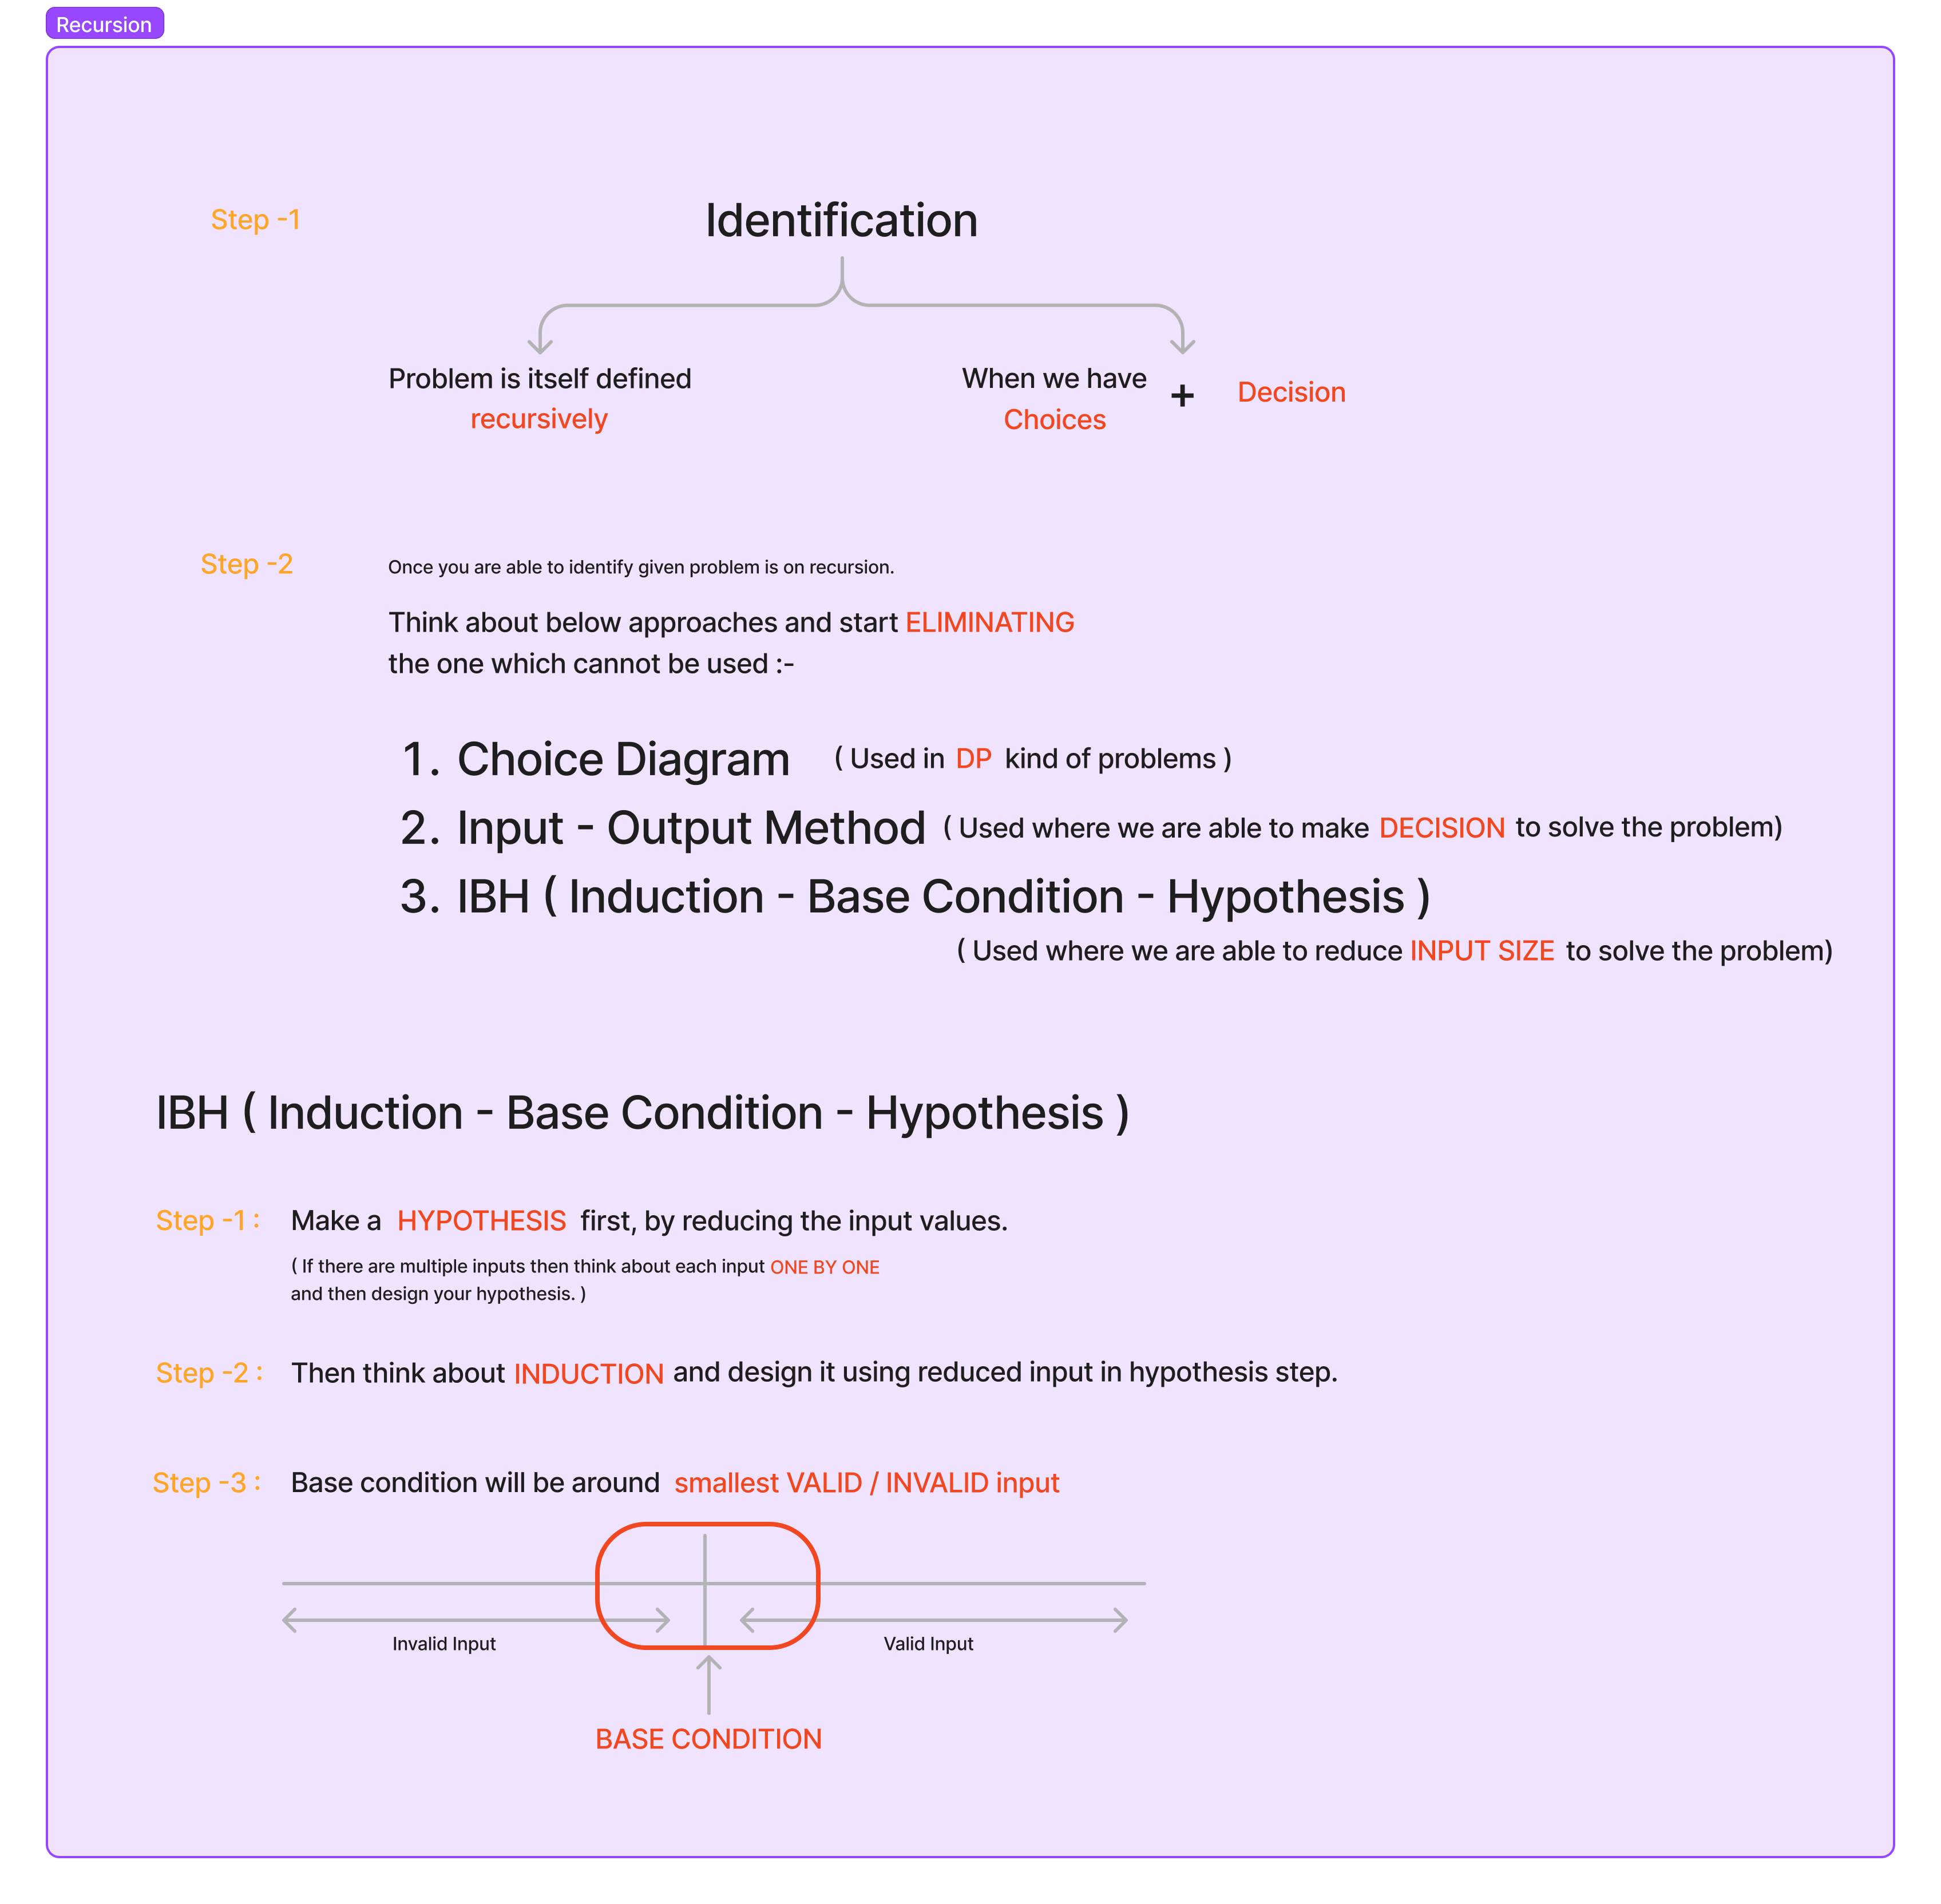 Recursion
Step -1
Identification
Problem is itself defined
recursively
When we have
Choices
+
Decision
Step -2
Once you are able to identify given problem is on recursion.
Think about below approaches and start ELIMINATING
the one which cannot be used :-
1. Choice Diagram ( Used in DP kind of problems )
2. Input - Output Method ( Used where we are able to make DECISION to solve the problem)
3. IBH ( Induction - Base Condition - Hypothesis )
( Used where we are able to reduce INPUT SIZE to solve the problem)
IBH ( Induction - Base Condition - Hypothesis )
Step -1 : Make a HYPOTHESIS first, by reducing the input values.
( If there are multiple inputs then think about each input ONE BY ONE
and then design your hypothesis. )
Step -2 : Then think about INDUCTION and design it using reduced input in hypothesis step.
Step -3 : Base condition will be around smallest VALID / INVALID input
Invalid Input
Valid Input
BASE CONDITION